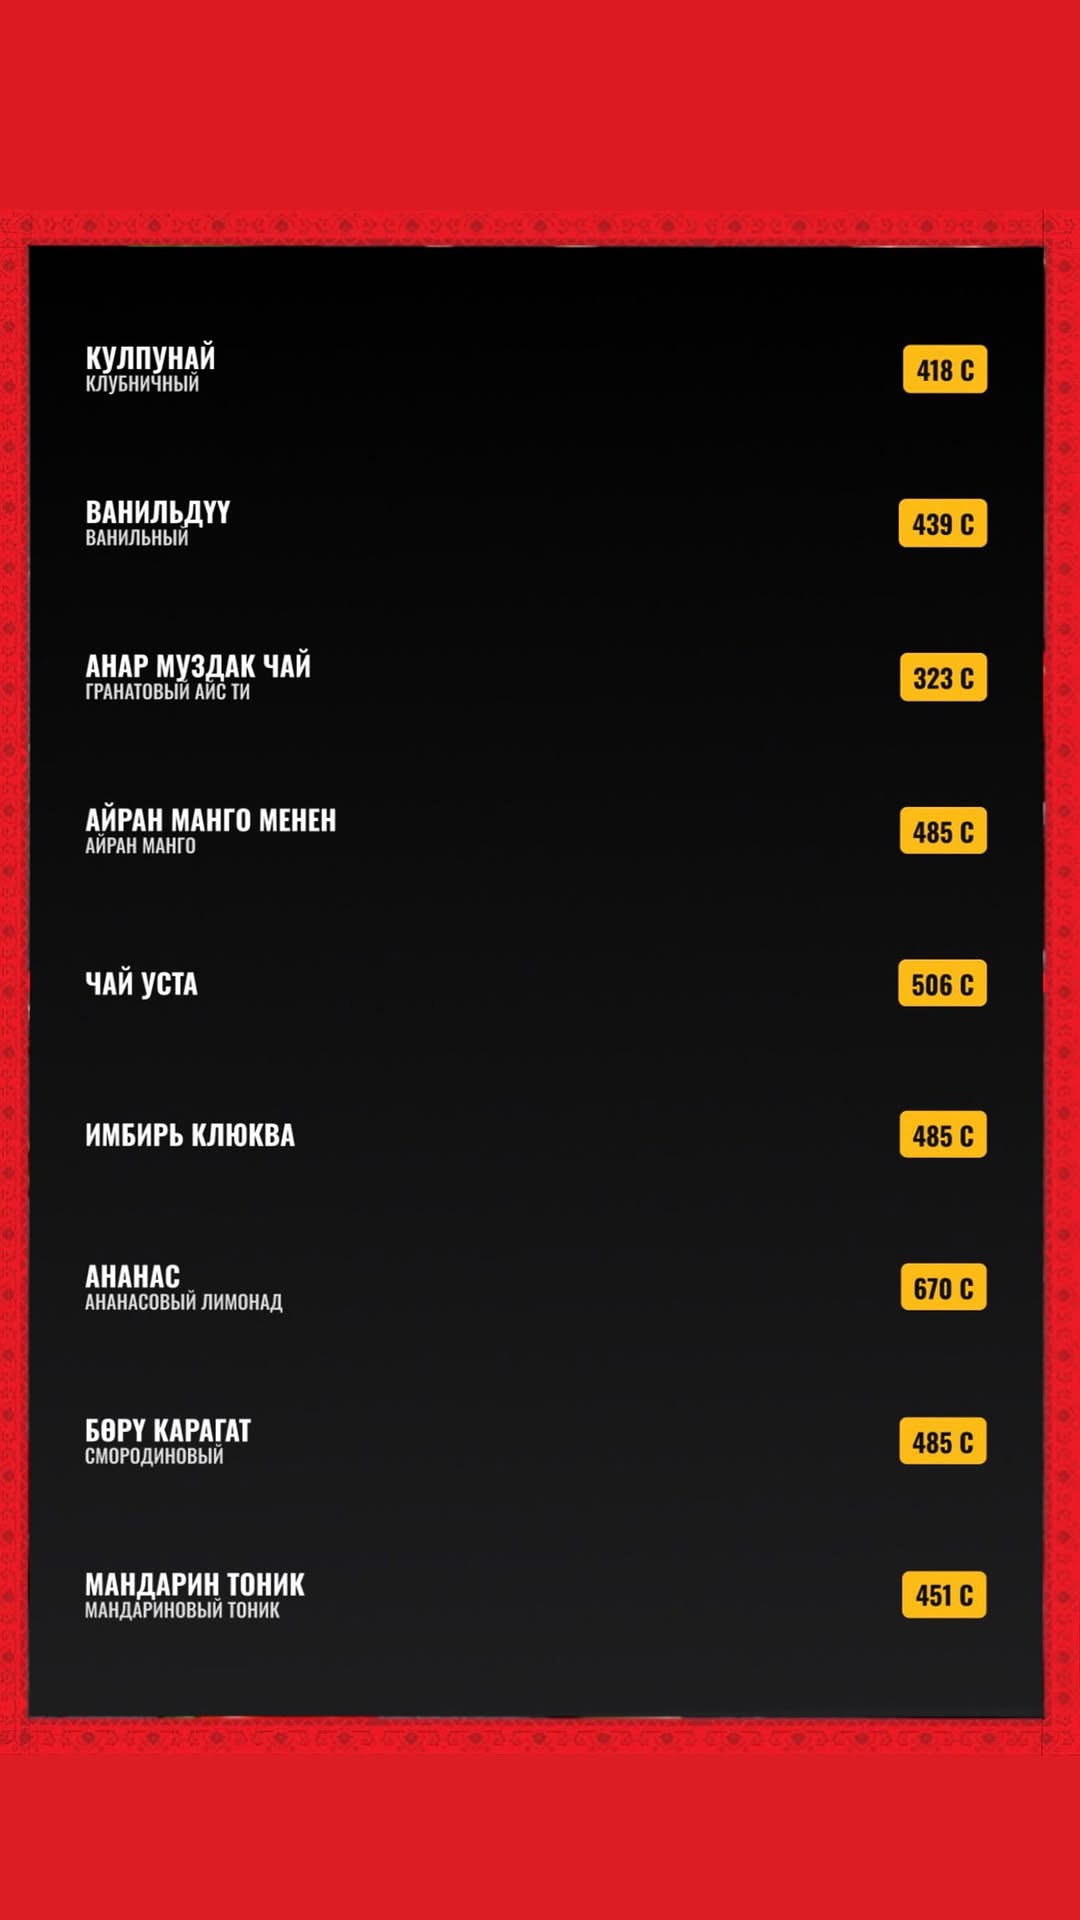 КУЛПУНАЙ
КЛУБНИЧНЫЙ
418 С
ВАНИЛЬДҮҮ
ВАНИЛЬНЫЙ
439 С
АНАР МУЗДАК ЧАЙ
ГРАНАТОВЫЙ АЙС ТИ
323 С
АЙРАН МАНГО МЕНЕН
АЙРАН МАНГО
485 С
ЧАЙ УСТА
506 С
ИМБИРЬ КЛЮКВА
485 С
АНАНАС
АНАНАСОВЫЙ ЛИМОНАД
670 С
БӨРҮ КАРАГАТ
СМОРОДИНОВЫЙ
485 С
МАНДАРИН ТОНИК
МАНДАРИНОВЫЙ ТОНИК
451 С